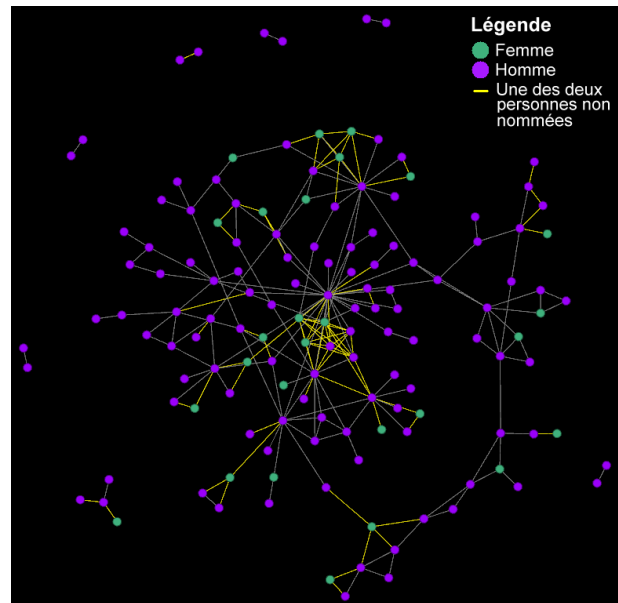 Légende
Femme
Homme
Une des deux
personnes non
nommées